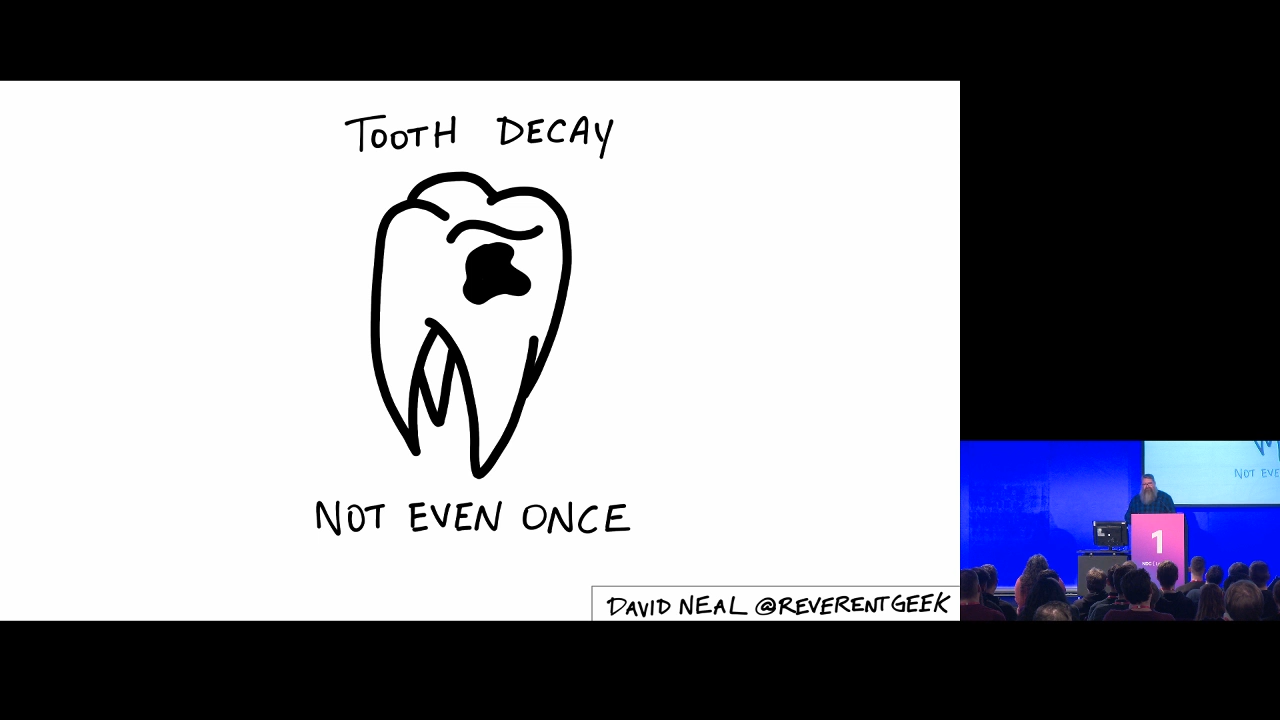 TOOTH DECAY
NOT EVEN ONCE
DAVID NEAL @REVERENTGEEK
NOT EVE
1